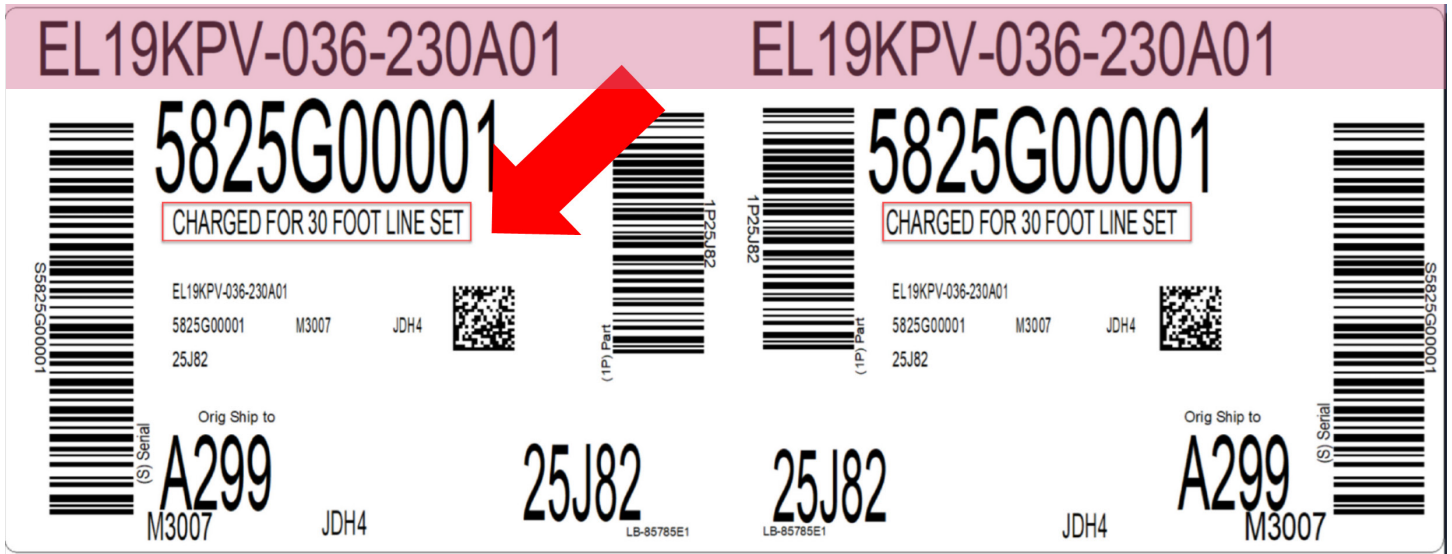 EL19KPV-036-230A01
5825G00001
CHARGED FOR 30 FOOT LINE SET
S5825G00001
(S) Serial
1P25J82
(1P) Part
EL19KPV-036-230A01
5825G00001 M3007 JDH4
25J82
Orig Ship to
A299
M3007
JDH4
25J82
LB-85785E1
EL19KPV-036-230A01
5825G00001
CHARGED FOR 30 FOOT LINE SET
1P25J82
(1P) Part
EL19KPV-036-230A01
5825G00001 M3007 JDH4
25J82
S5825G00001
(S) Serial
Orig Ship to
A299
M3007
25J82
LB-85785E1
JDH4